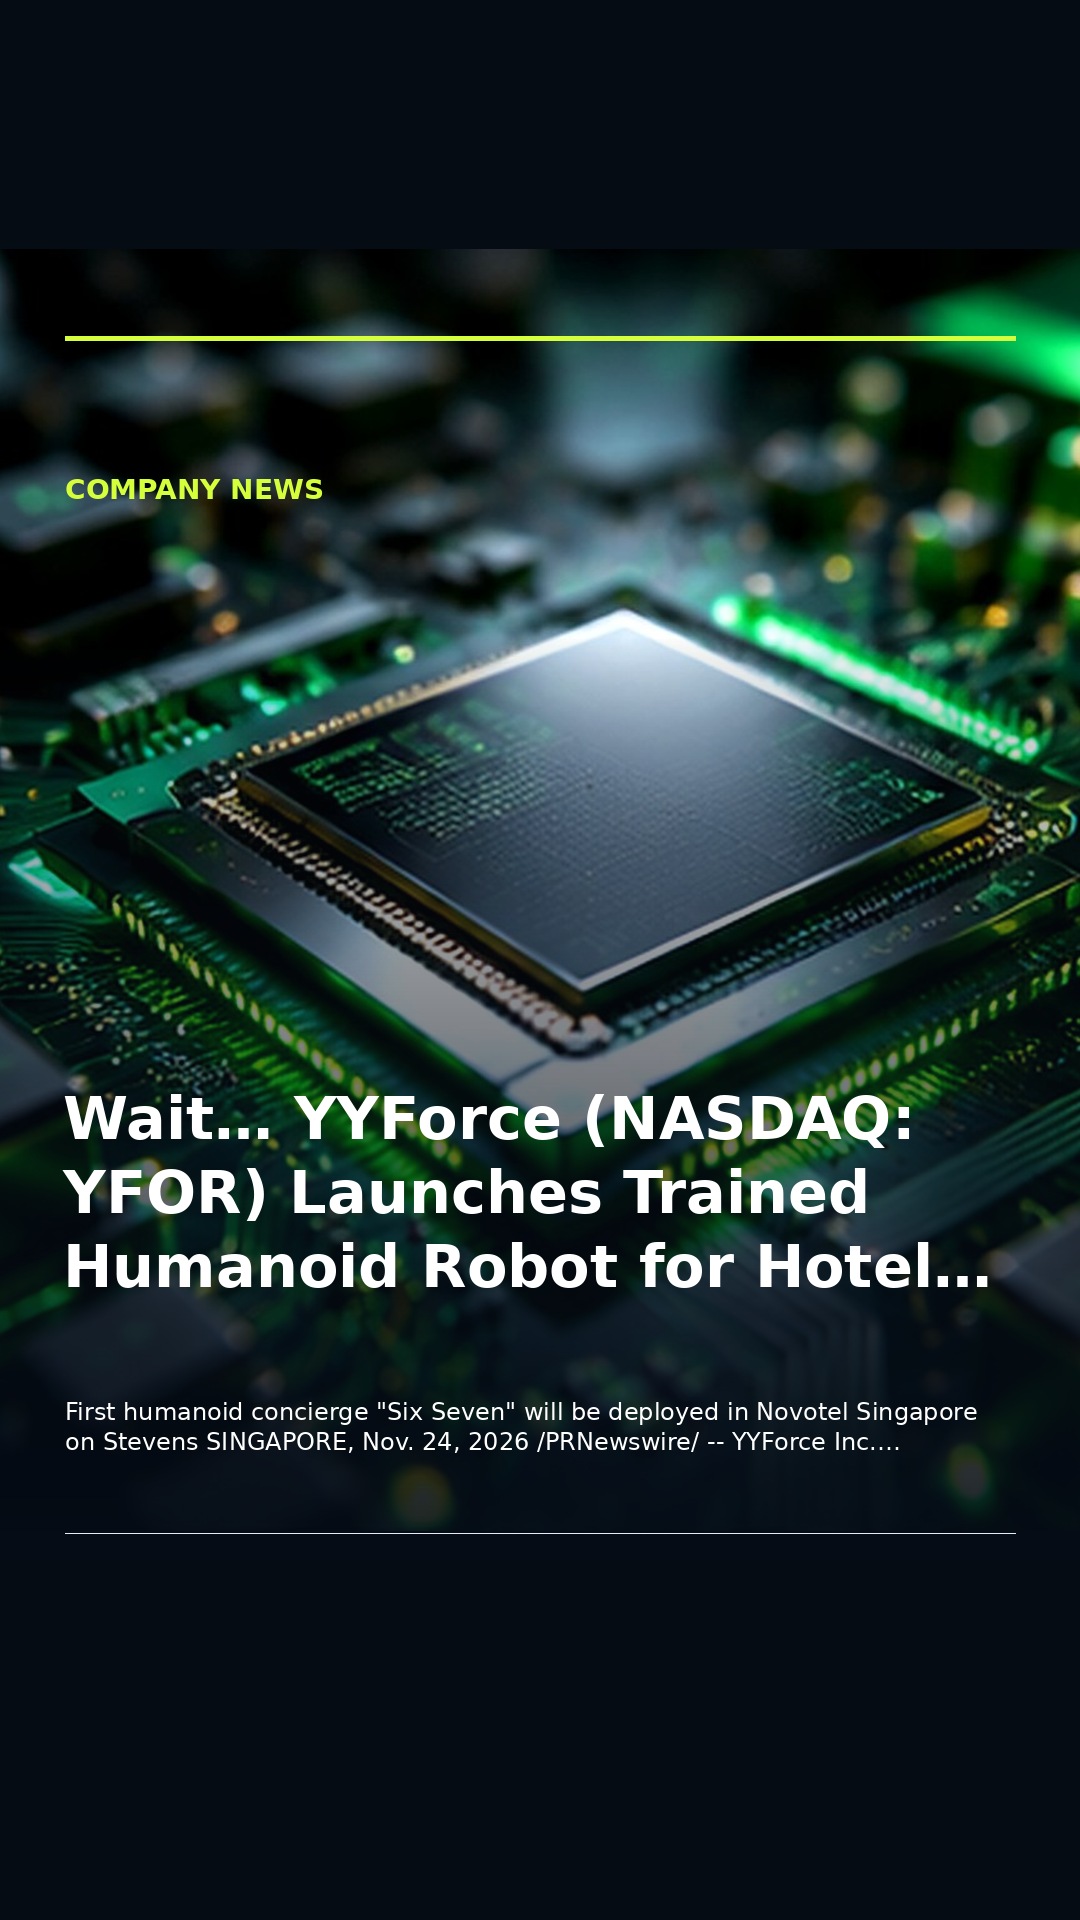 COMPANY NEWS
Wait… YYForce (NASDAQ:
YFOR) Launches Trained
Humanoid Robot for Hotel…
First humanoid concierge "Six Seven" will be deployed in Novotel Singapore
on Stevens SINGAPORE, Nov. 24, 2026 /PRNewswire/ -- YYForce Inc.…